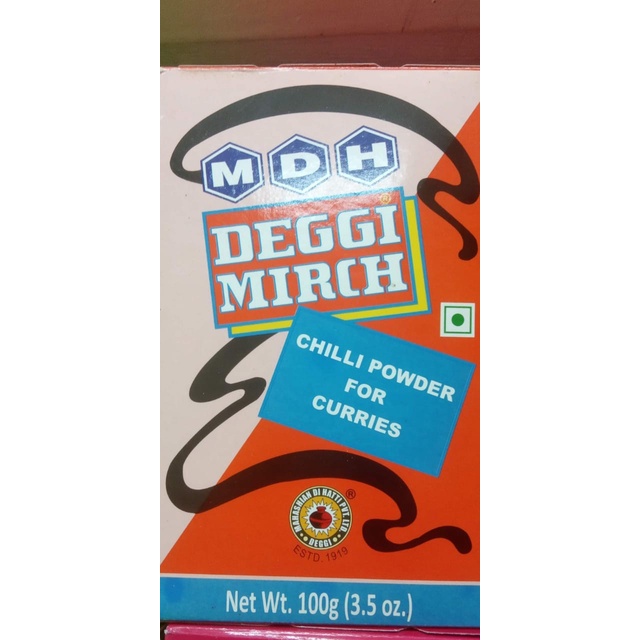 MDH
DEGGI®
MIRCH
CHILLI POWDER
FOR
CURRIES
MAHASHIAN DI HATTI PVT. LTD.
®
DEGGI
ESTD. 1919
Net Wt. 100g (3.5 oz.)